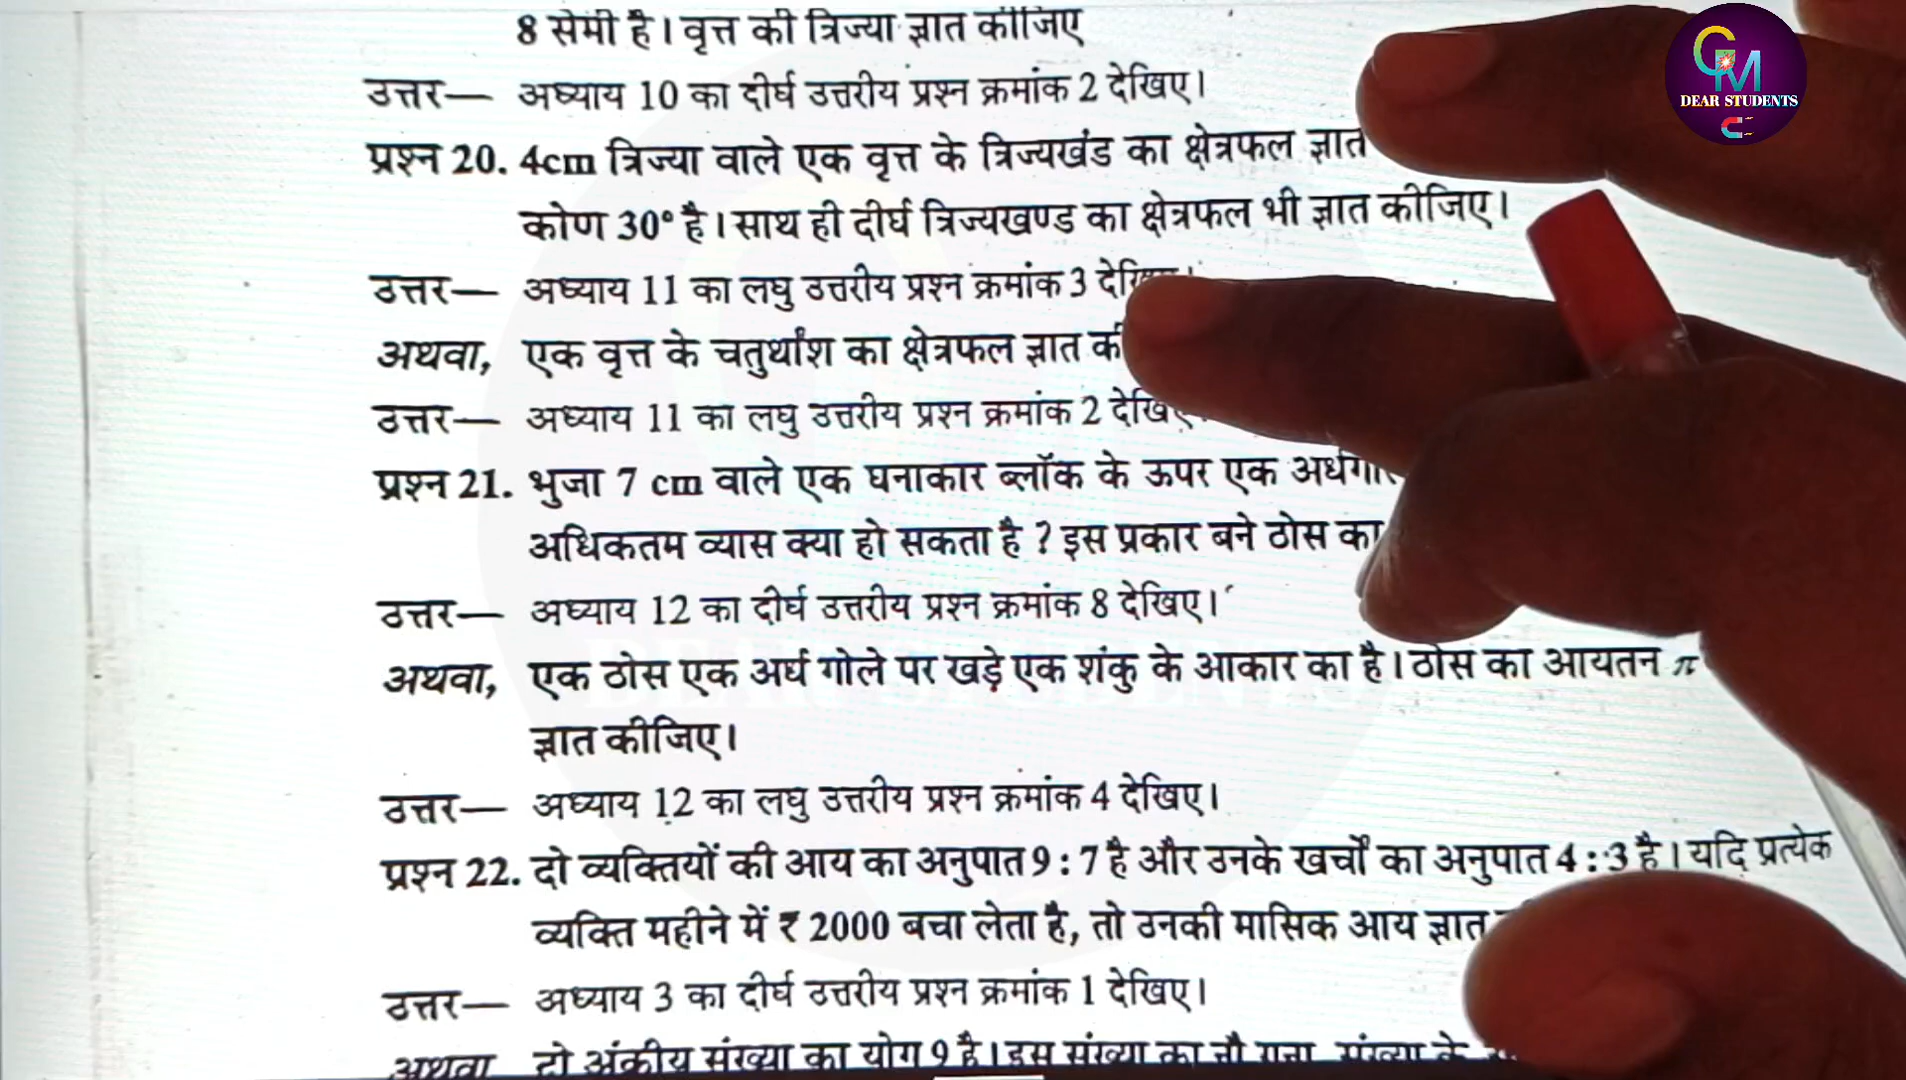 8 सेमी है। वृत्त की त्रिज्या ज्ञात कीजिए
उत्तर— अध्याय 10 का दीर्घ उत्तरीय प्रश्न क्रमांक 2 देखिए।
प्रश्न 20. 4cm त्रिज्या वाले एक वृत्त के त्रिज्यखंड का क्षेत्रफल ज्ञात
कोण 30° है। साथ ही दीर्घ त्रिज्यखण्ड का क्षेत्रफल भी ज्ञात कीजिए।
उत्तर— अध्याय 11 का लघु उत्तरीय प्रश्न क्रमांक 3
अथवा, एक वृत्त के चतुर्थांश का क्षेत्रफल ज्ञात
उत्तर— अध्याय 11 का लघु उत्तरीय प्रश्न क्रमांक 2 देखिए
प्रश्न 21. भुजा 7 cm वाले एक घनाकार ब्लॉक के ऊपर एक
अधिकतम व्यास क्या हो सकता है ? इस प्रकार बने ठोस का
उत्तर— अध्याय 12 का दीर्घ उत्तरीय प्रश्न क्रमांक 8 देखिए।
अथवा, एक ठोस एक अर्ध गोले पर खड़े एक शंकु के आकार का है। ठोस का आयतन π
ज्ञात कीजिए।
उत्तर— अध्याय 12 का लघु उत्तरीय प्रश्न क्रमांक 4 देखिए।
प्रश्न 22. दो व्यक्तियों की आय का अनुपात 9 : 7 है और उनके खर्चों का अनुपात 4 : 3 है। यदि प्रत्येक
व्यक्ति महीने में ₹ 2000 बचा लेता है, तो उनकी मासिक आय ज्ञात
उत्तर— अध्याय 3 का दीर्घ उत्तरीय प्रश्न क्रमांक 1 देखिए।
अथवा दो अंकीय संख्या का योग 9 है। इस संख्या का नौ गुना संख्या के
GM
DEAR STUDENTS